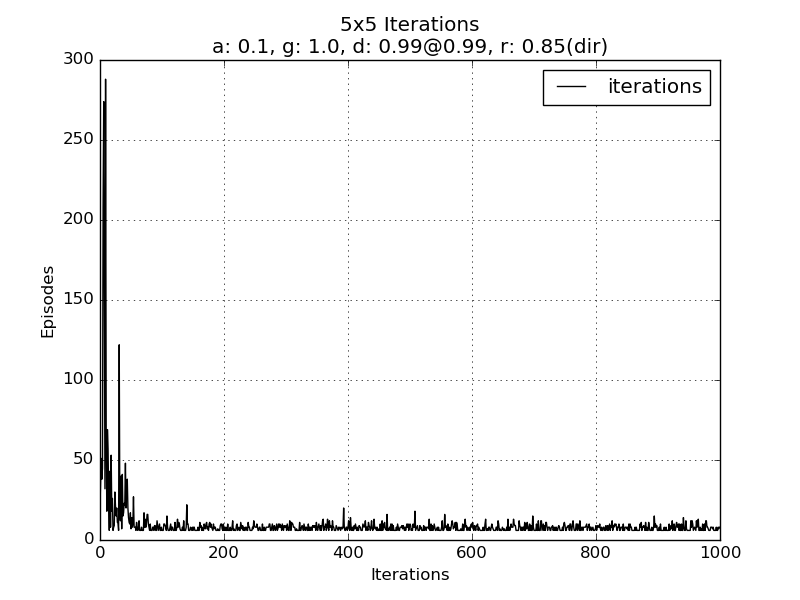 5x5 Iterations
a: 0.1, g: 1.0, d: 0.99@0.99, r: 0.85(dir)
iterations
300
250
200
150
100
50
0
Episodes
0 200 400 600 800 1000
Iterations